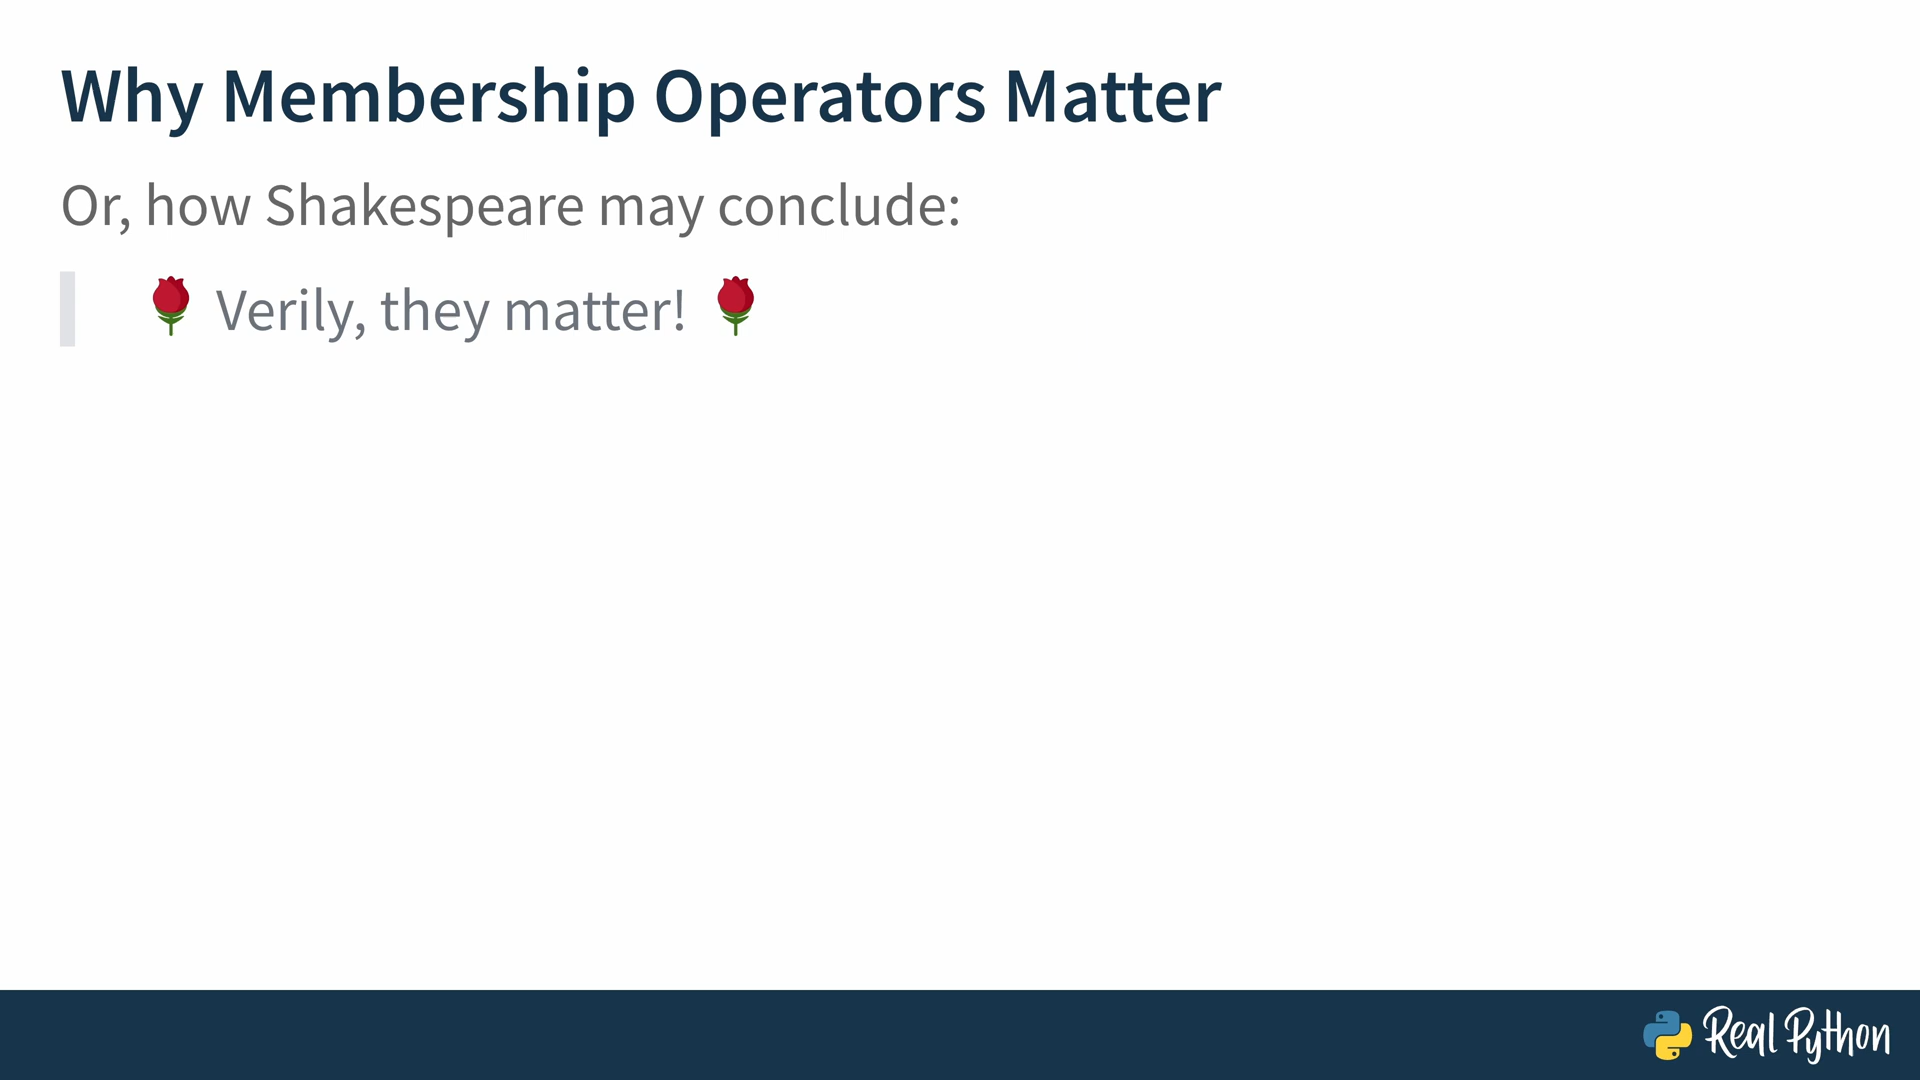 Why Membership Operators Matter
Or, how Shakespeare may conclude:
🌹 Verily, they matter! 🌹
Real Python